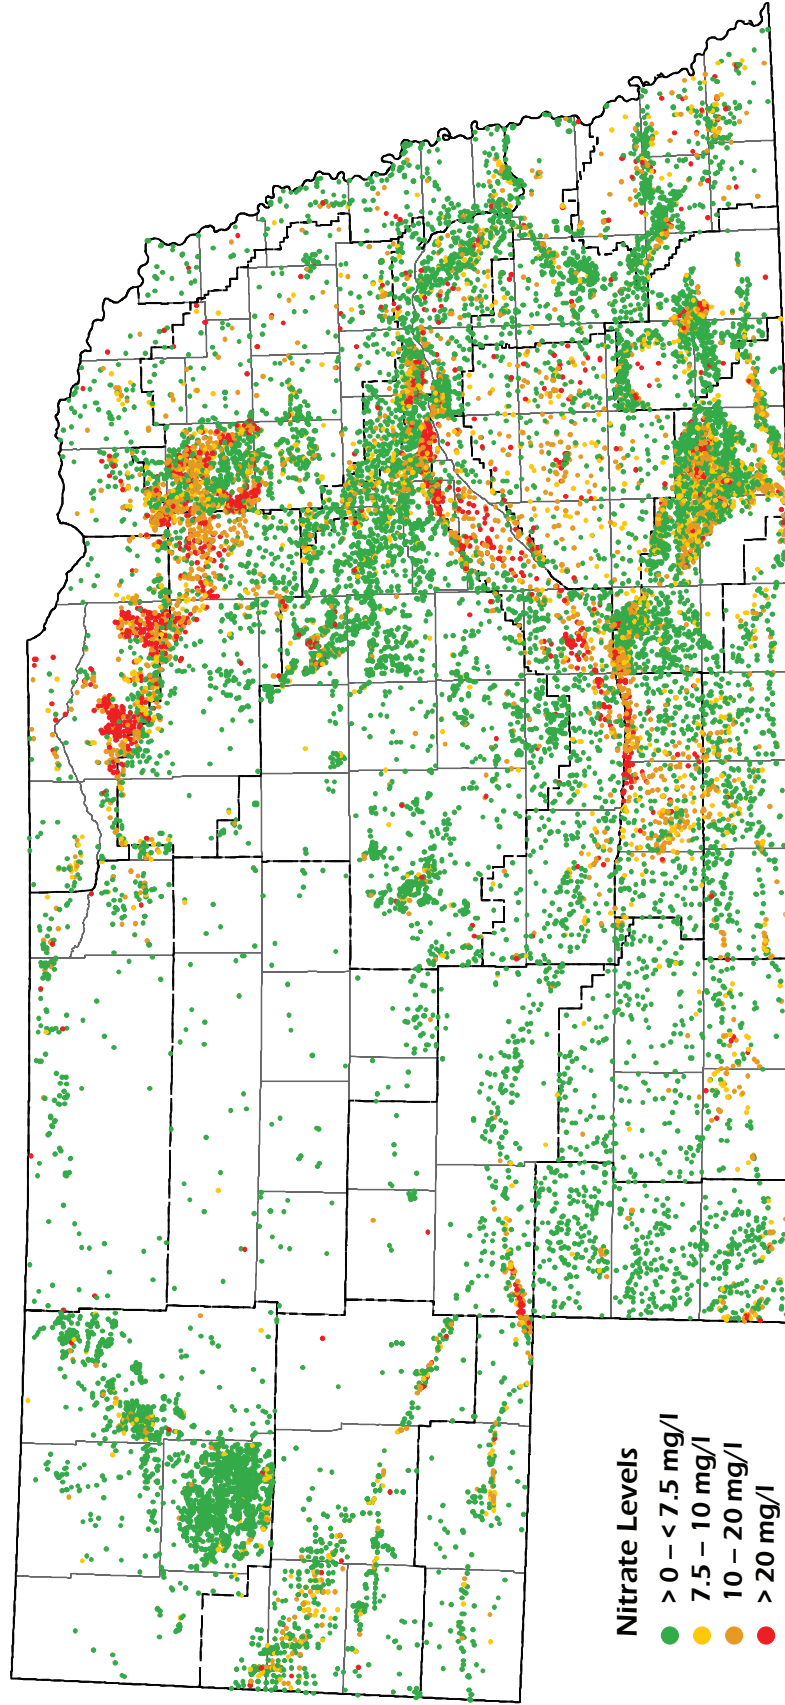 Nitrate Levels
> 0 – < 7.5 mg/l
7.5 – 10 mg/l
10 – 20 mg/l
> 20 mg/l